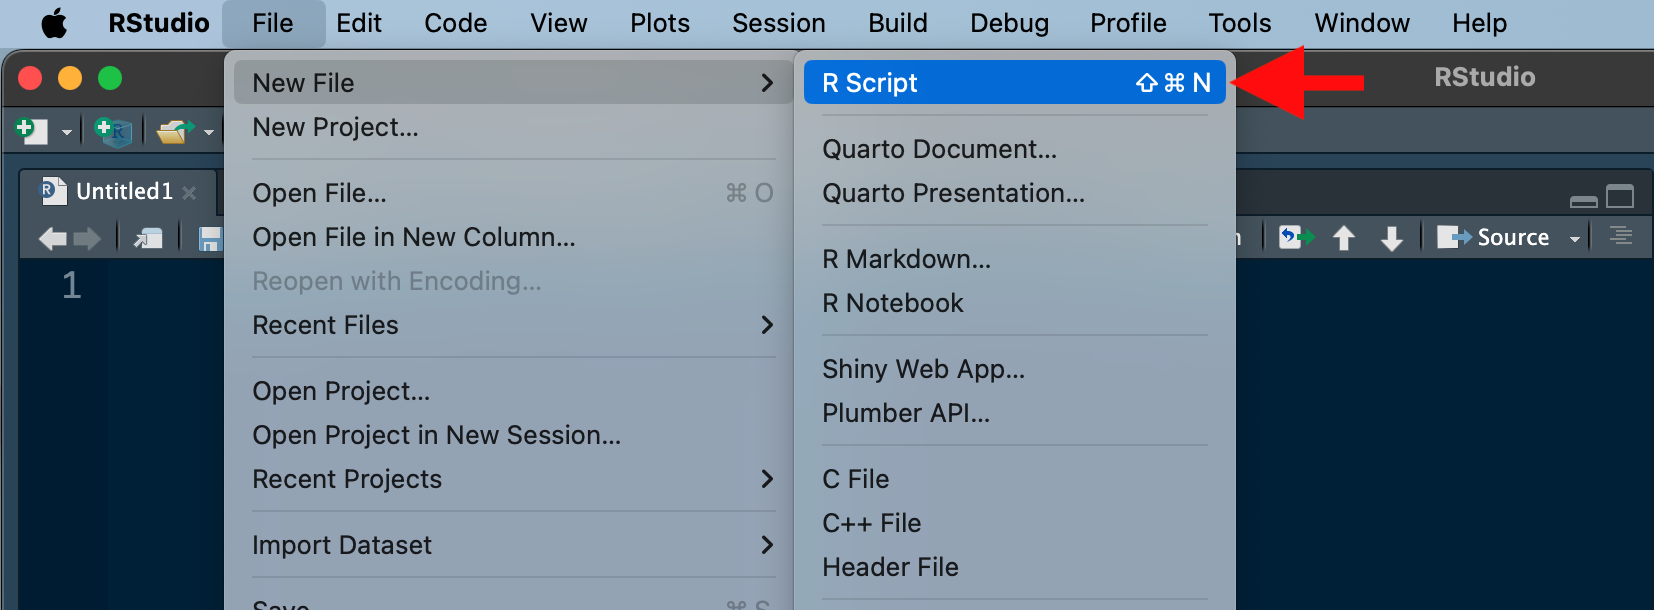 RStudio File Edit Code View Plots Session Build Debug Profile Tools Window Help
RStudio
New File
New Project...
Open File... ⌘ O
Open File in New Column...
Reopen with Encoding...
Recent Files
Open Project...
Open Project in New Session...
Recent Projects
Import Dataset
Save ⌘ S
R Script ⇧ ⌘ N
Quarto Document...
Quarto Presentation...
R Markdown...
R Notebook
Shiny Web App...
Plumber API...
C File
C++ File
Header File
R Untitled1
Source
1